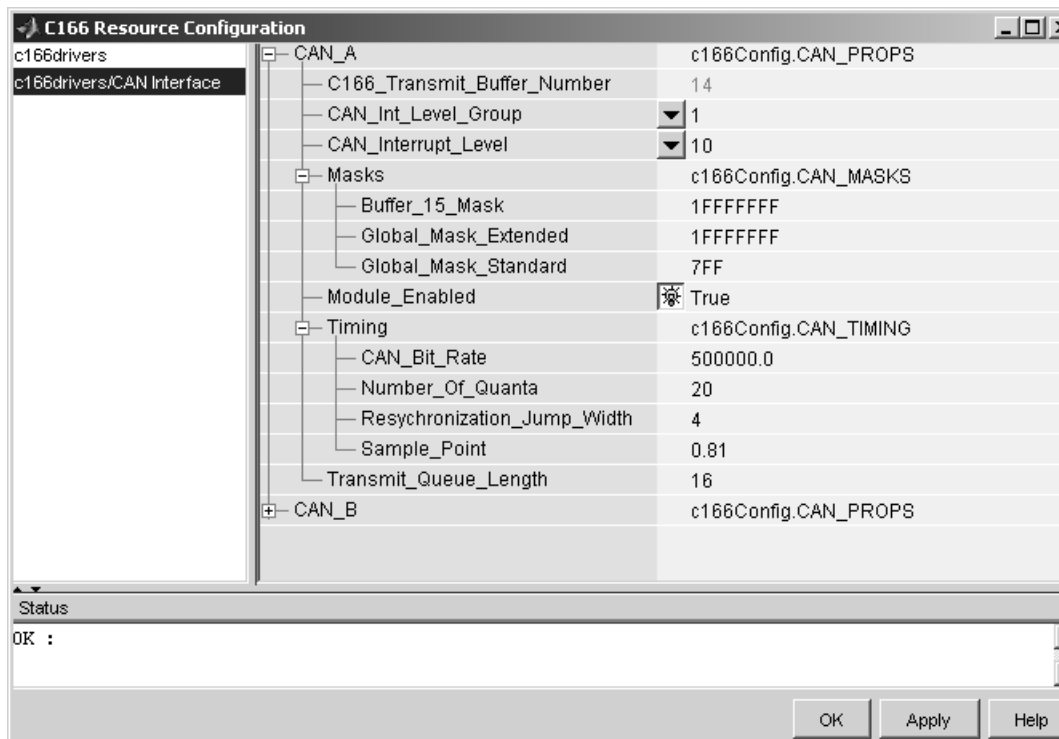 C166 Resource Configuration
c166drivers
c166drivers/CAN Interface
CAN_A c166Config.CAN_PROPS
C166_Transmit_Buffer_Number 14
CAN_Int_Level_Group 1
CAN_Interrupt_Level 10
Masks c166Config.CAN_MASKS
Buffer_15_Mask 1FFFFFFF
Global_Mask_Extended 1FFFFFFF
Global_Mask_Standard 7FF
Module_Enabled True
Timing c166Config.CAN_TIMING
CAN_Bit_Rate 500000.0
Number_Of_Quanta 20
Resychronization_Jump_Width 4
Sample_Point 0.81
Transmit_Queue_Length 16
CAN_B c166Config.CAN_PROPS
Status
OK :
OK Apply Help